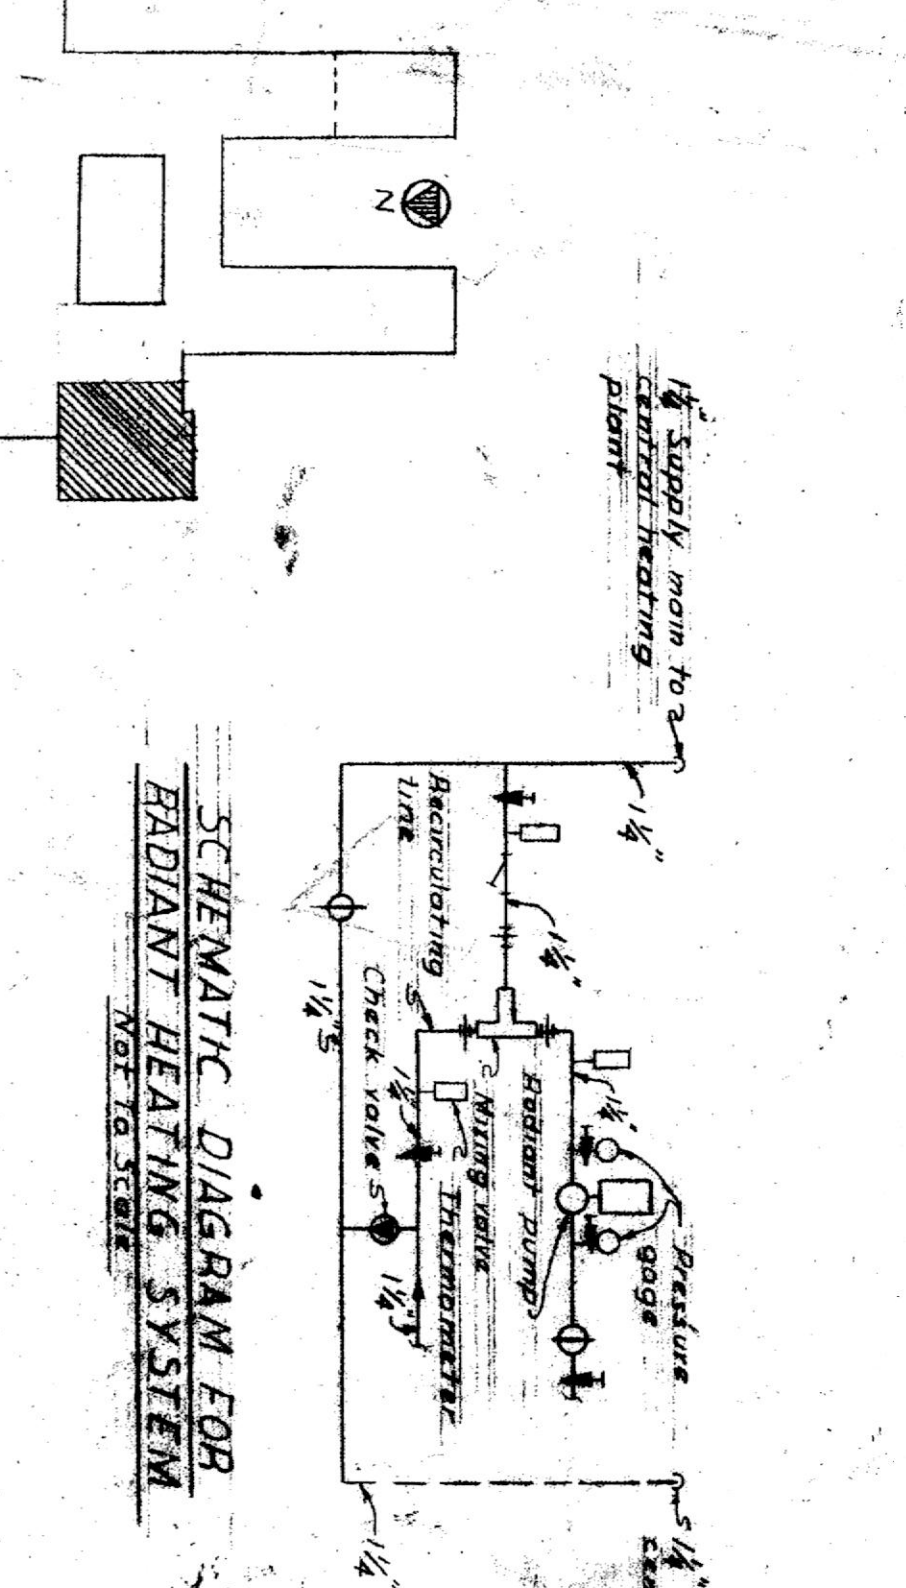 N
1¼" Supply main to
central heating
plant
1¼"
1¼"
Recirculating
line
1¼"
Pressure
gage
Radiant pump
Mixing valve
Thermometer
1¼"
1¼"
Check valve
1¼"
1¼"
1¼"
SCHEMATIC DIAGRAM FOR
RADIANT HEATING SYSTEM
Not To Scale